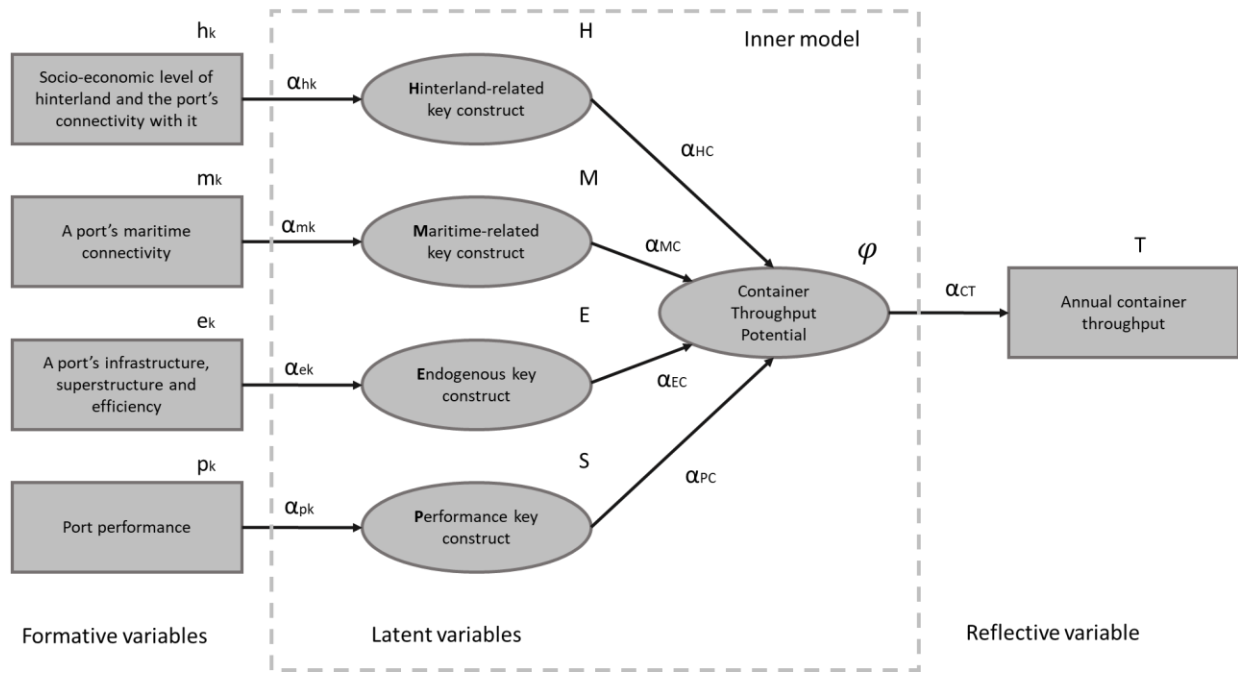 hk
H
Inner model
Socio-economic level of
hinterland and the port's
connectivity with it
αhk
Hinterland-related
key construct
αHC
mk
M
A port's maritime
connectivity
αmk
Maritime-related
key construct
αMC
φ
T
Container
Throughput
Potential
αCT
Annual container
throughput
ek
E
A port's infrastructure,
superstructure and
efficiency
αek
Endogenous key
construct
αEC
pk
S
αPC
Port performance
αpk
Performance key
construct
Formative variables
Latent variables
Reflective variable